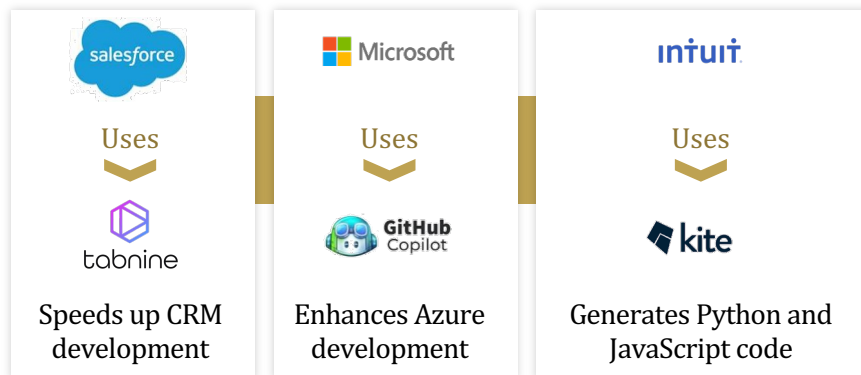 salesforce
Uses
tabnine
Speeds up CRM
development
Microsoft
Uses
GitHub
Copilot
Enhances Azure
development
ıntuıt
Uses
kite
Generates Python and
JavaScript code